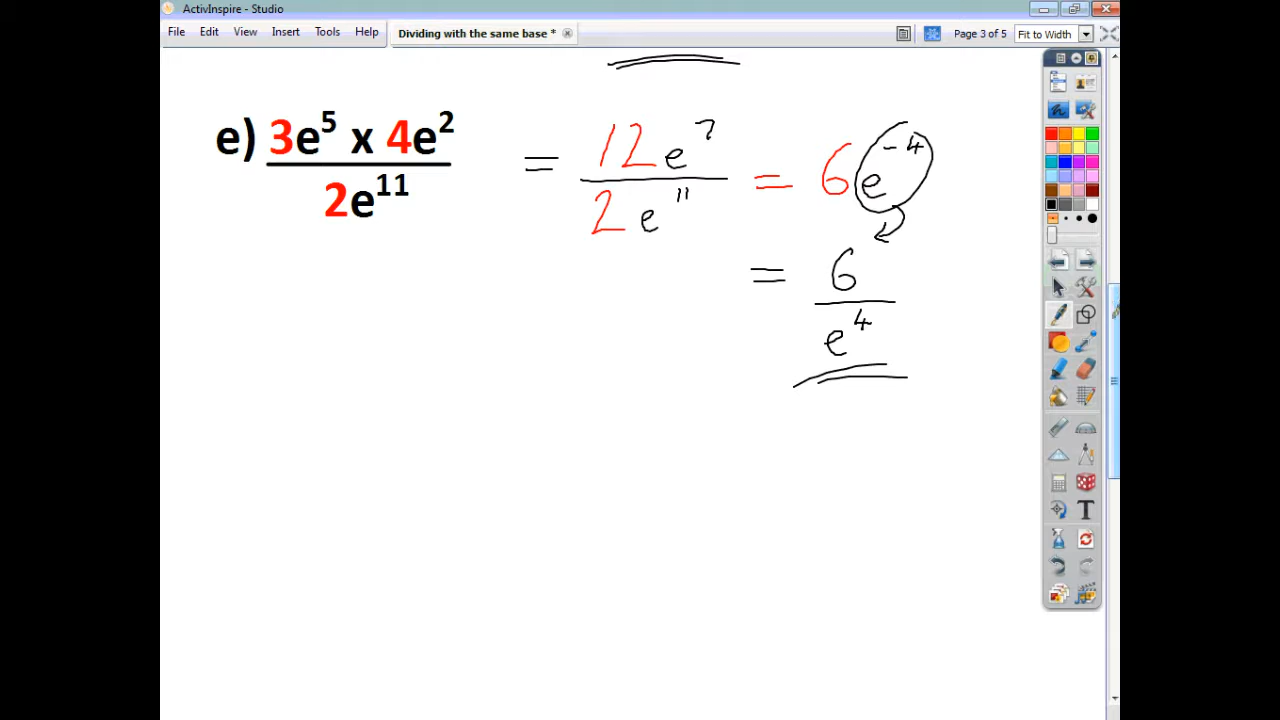 ActivInspire - Studio
File Edit View Insert Tools Help
Dividing with the same base *
Page 3 of 5
Fit to Width
e) 3e⁵ x 4e²
2e¹¹
= 12e⁷
2e¹¹
= 6e⁻⁴
= 6
e⁴
T